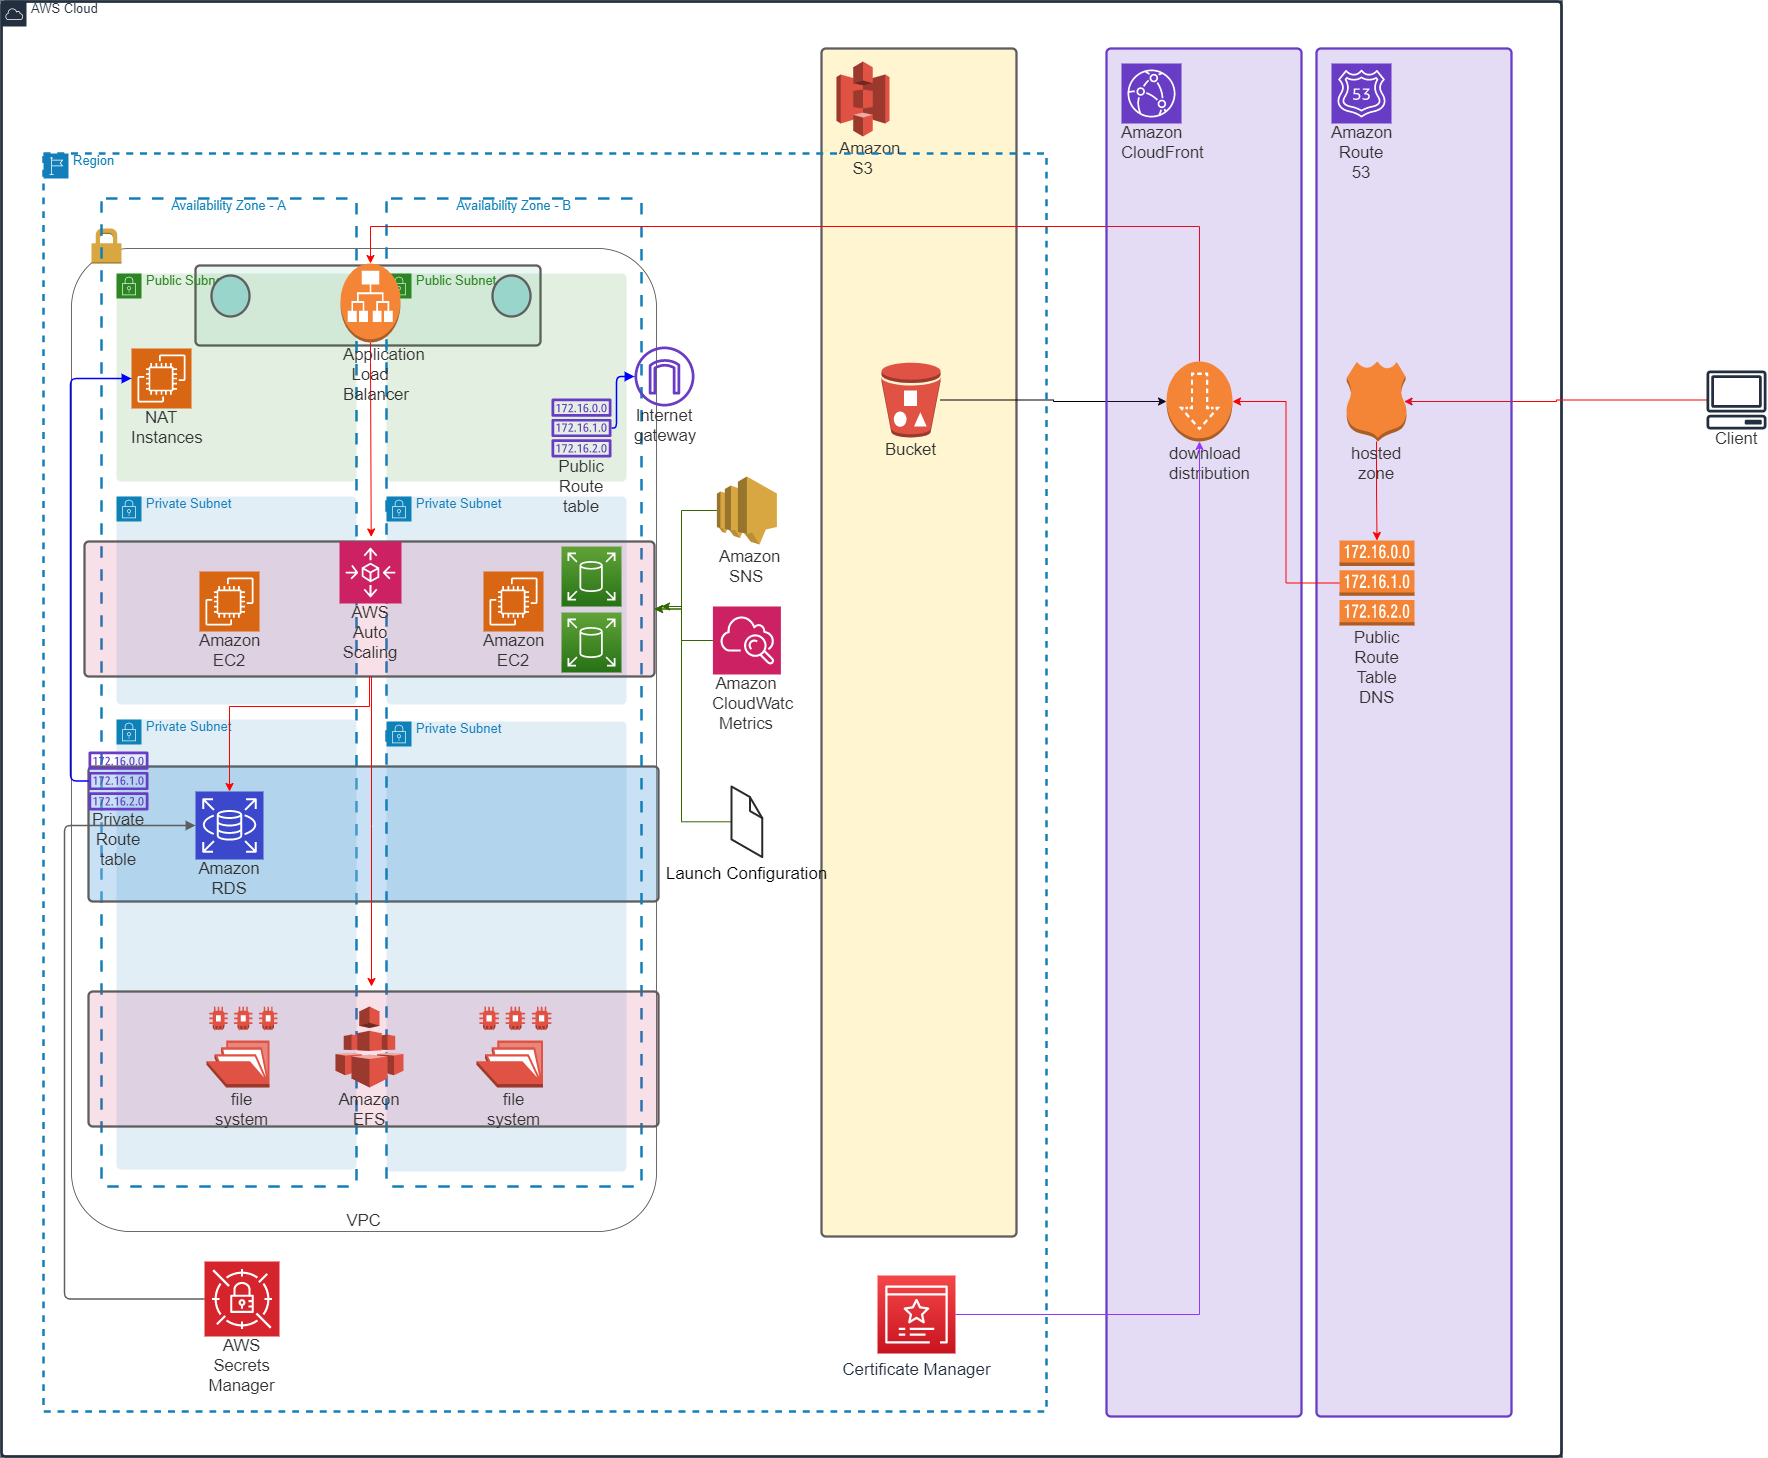 AWS Cloud
Region
Availability Zone - A
Availability Zone - B
Public Subn
Public Subnet
Application
Load
Balancer
NAT
Instances
172.16.0.0
172.16.1.0
172.16.2.0
Public
Route
table
Internet
gateway
Private Subnet
Private Subnet
Amazon
EC2
AWS
Auto
Scaling
Amazon
EC2
Amazon
SNS
Amazon
CloudWatc
Metrics
Launch Configuration
Private Subnet
Private Subnet
172.16.0.0
172.16.1.0
172.16.2.0
Private
Route
table
Amazon
RDS
file
system
Amazon
EFS
file
system
VPC
AWS
Secrets
Manager
Amazon
S3
Bucket
Certificate Manager
Amazon
CloudFront
download
distribution
53
Amazon
Route
53
hosted
zone
172.16.0.0
172.16.1.0
172.16.2.0
Public
Route
Table
DNS
Client